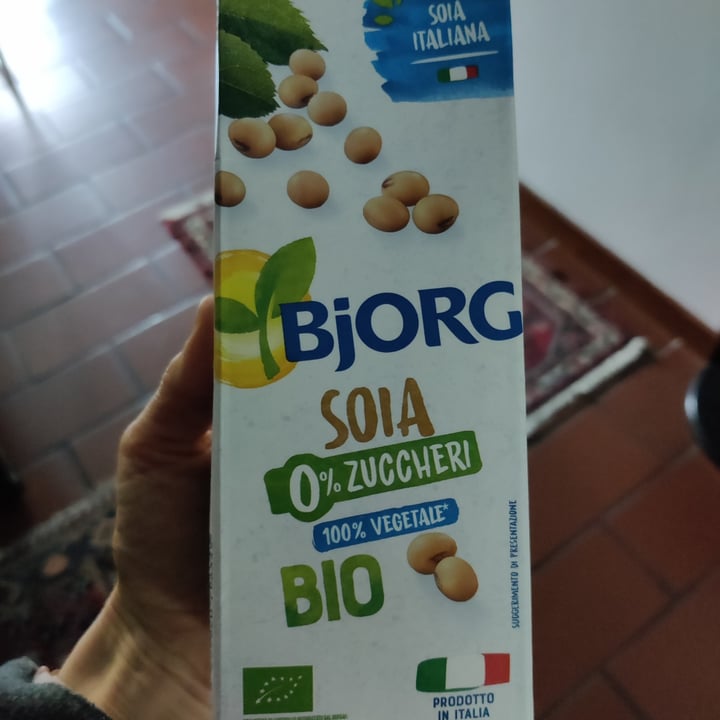 SOIA
ITALIANA
BjORG
SOIA
0% ZUCCHERI
100% VEGETALE*
BIO
SUGGERIMENTO DI PRESENTAZIONE
PRODOTTO
IN ITALIA